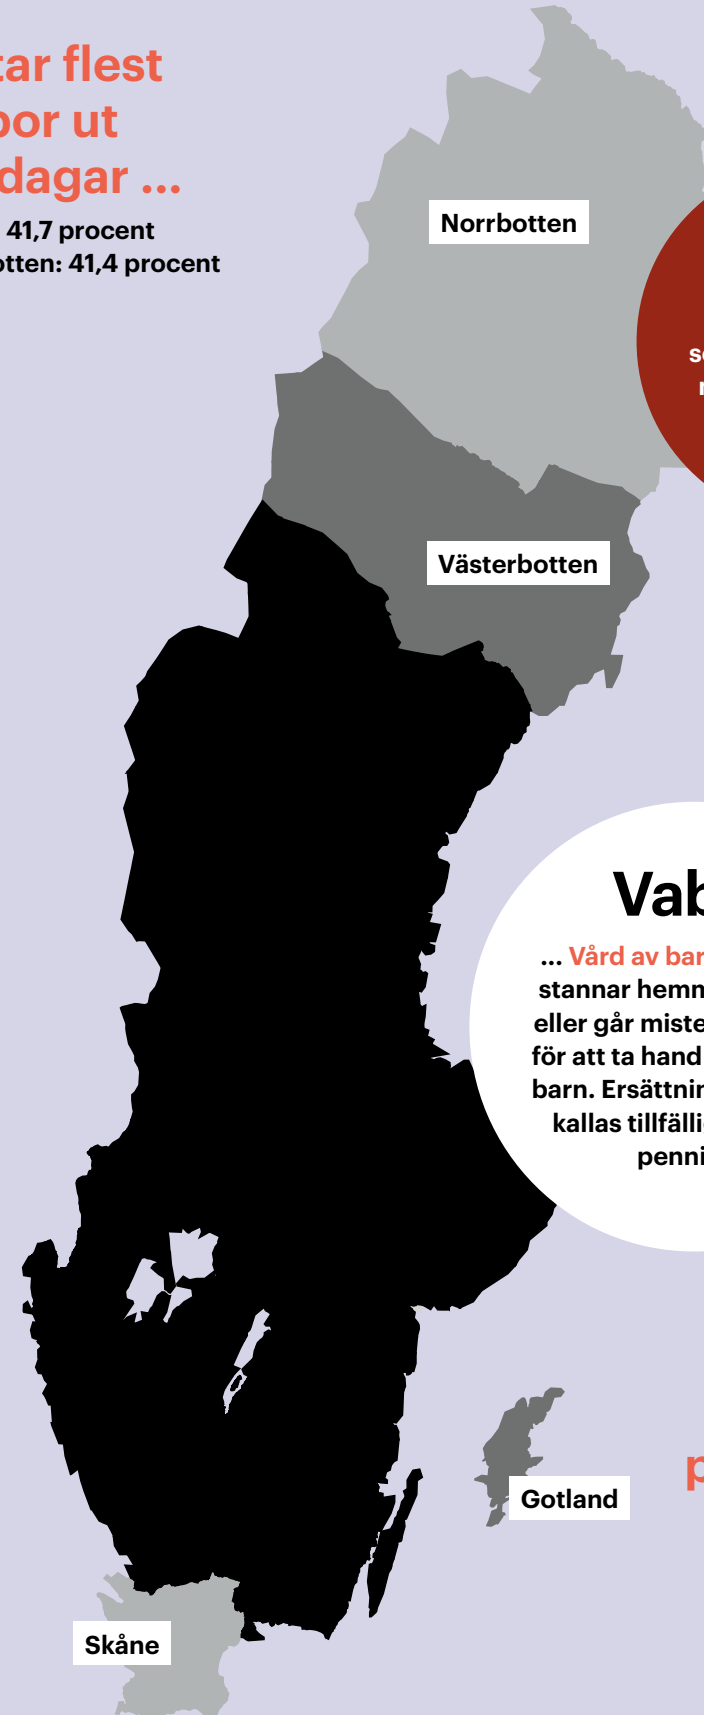 tar flest
por ut
dagar ...
41,7 procent
otten: 41,4 procent
Norrbotten
Västerbotten
Vab
... Vård av bar
stannar hemm
eller går miste
för att ta hand
barn. Ersättnin
kallas tillfälli
penni
Gotland
p
Skåne